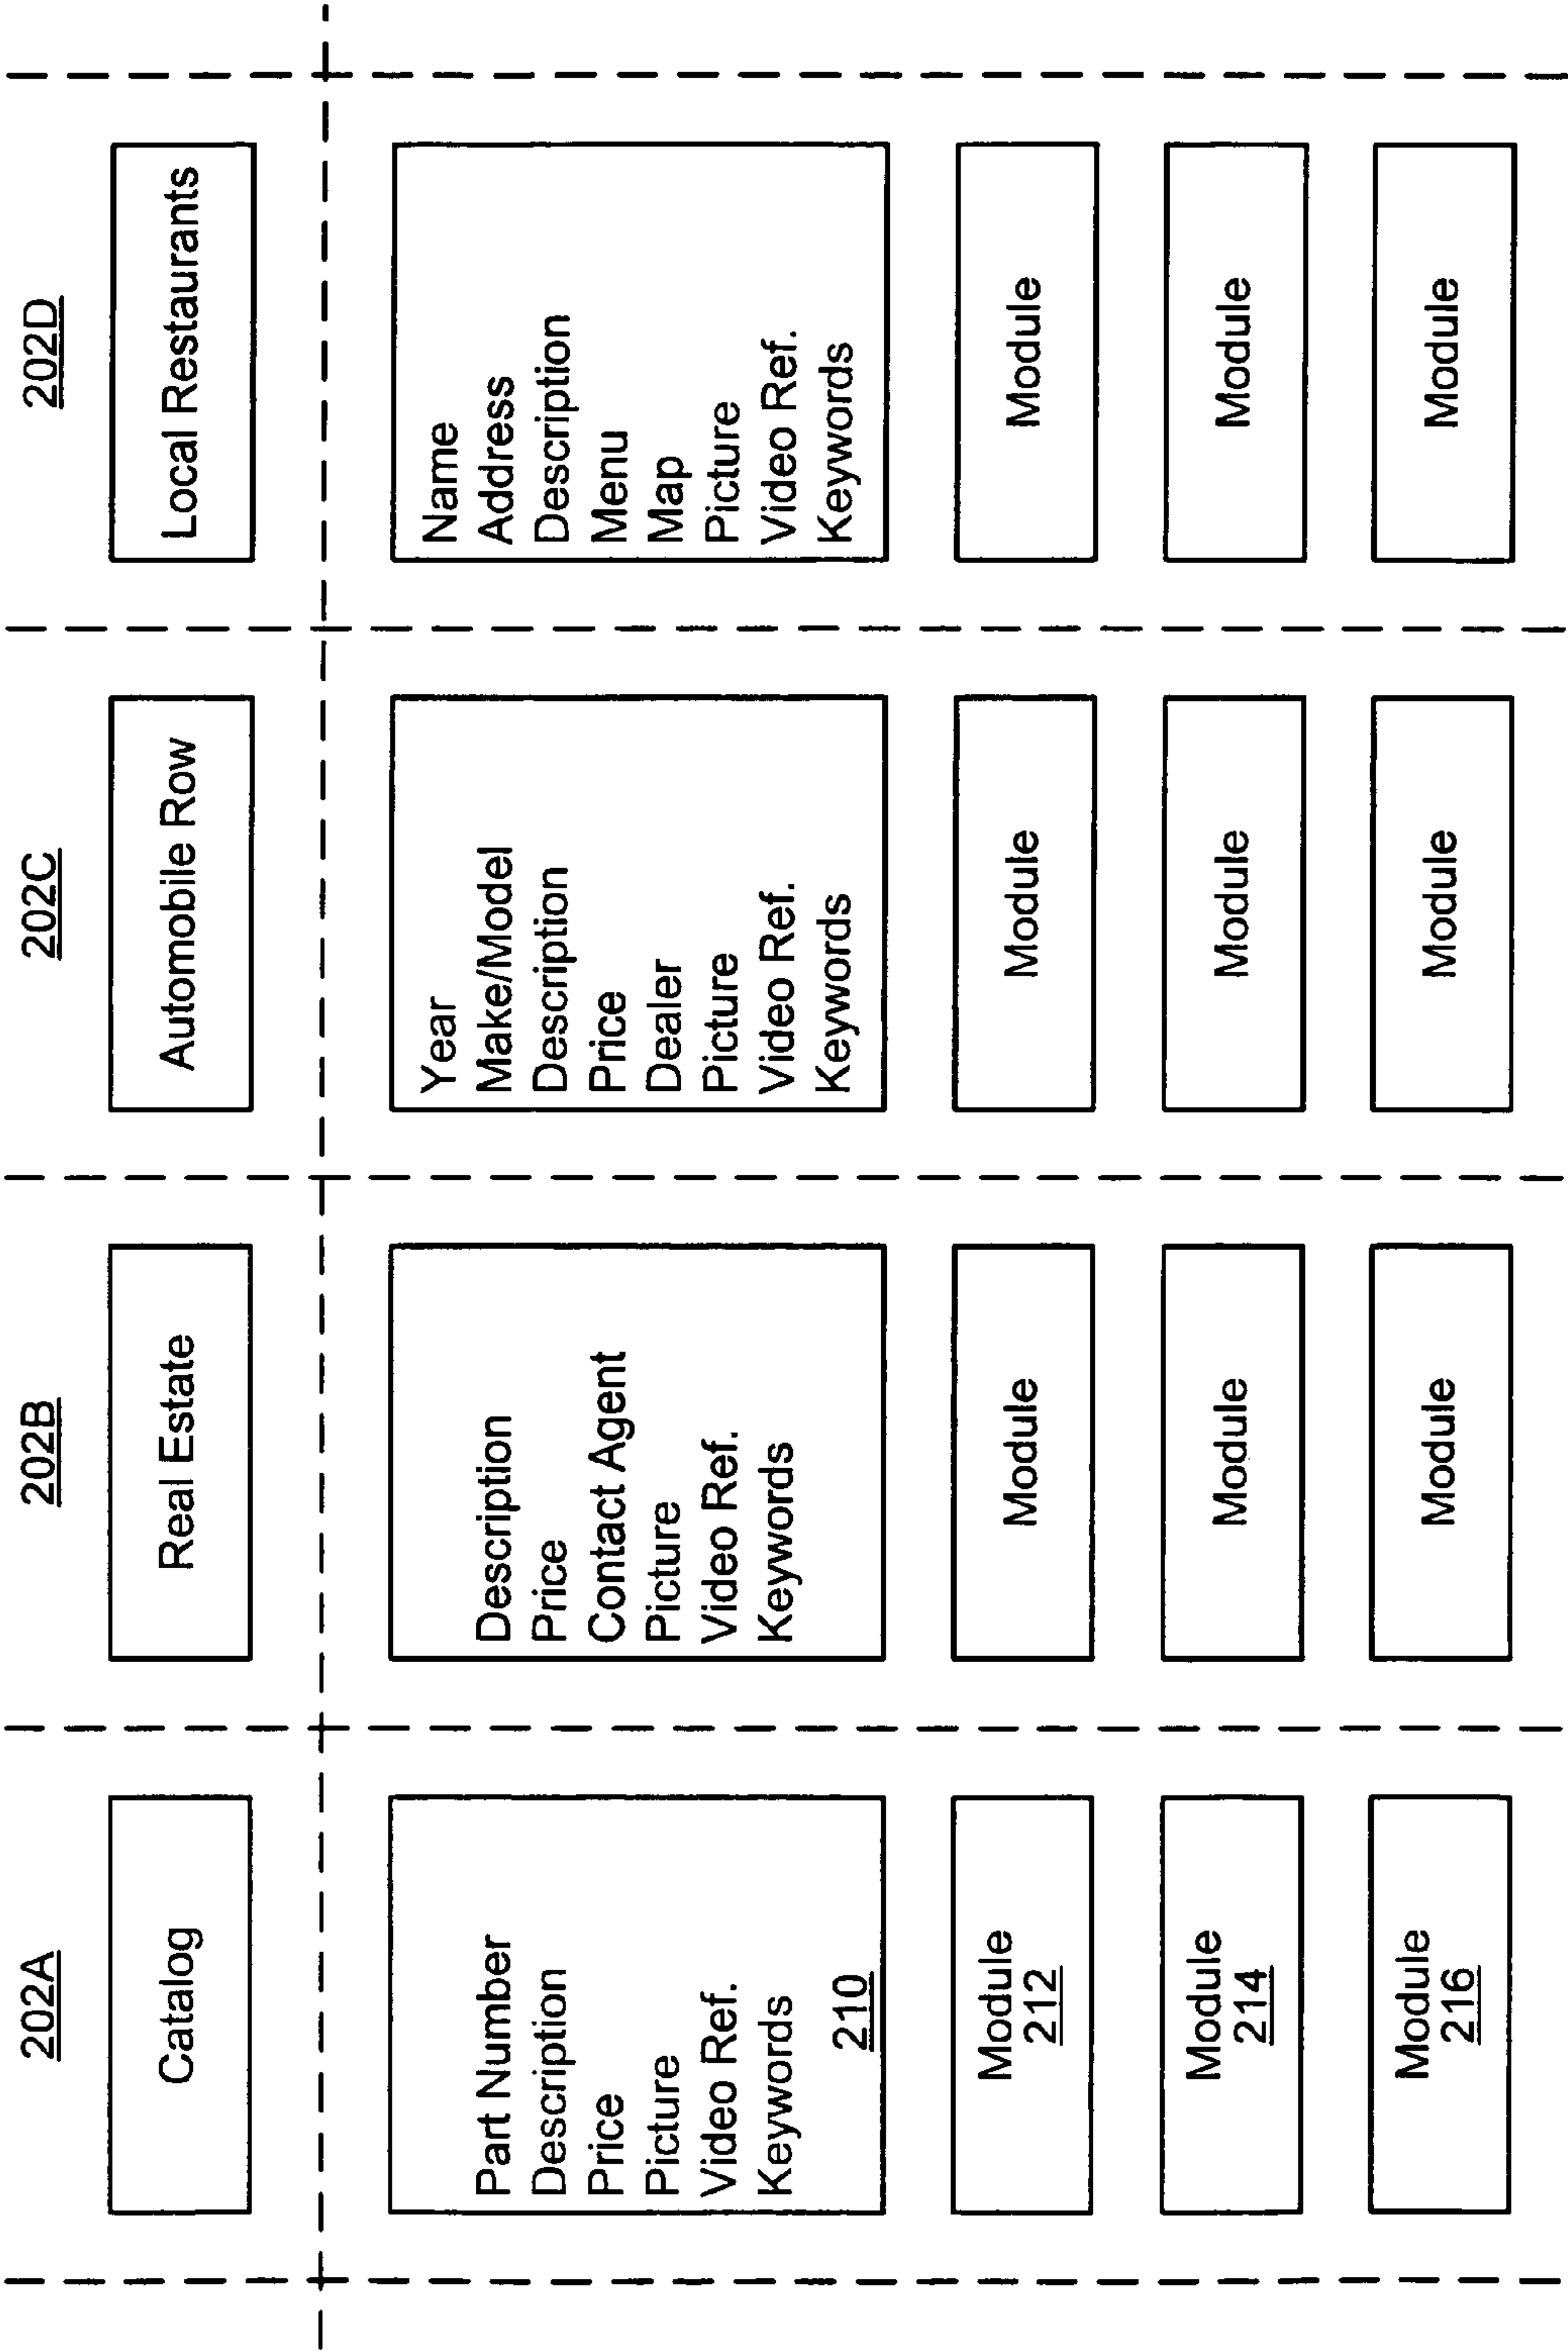 202A
Catalog
Part Number
Description
Price
Picture
Video Ref.
Keywords
210
Module
212
Module
214
Module
216
202B
Real Estate
Description
Price
Contact Agent
Picture
Video Ref.
Keywords
Module
Module
Module
202C
Automobile Row
Year
Make/Model
Description
Price
Dealer
Picture
Video Ref.
Keywords
Module
Module
Module
202D
Local Restaurants
Name
Address
Description
Menu
Map
Picture
Video Ref.
Keywords
Module
Module
Module